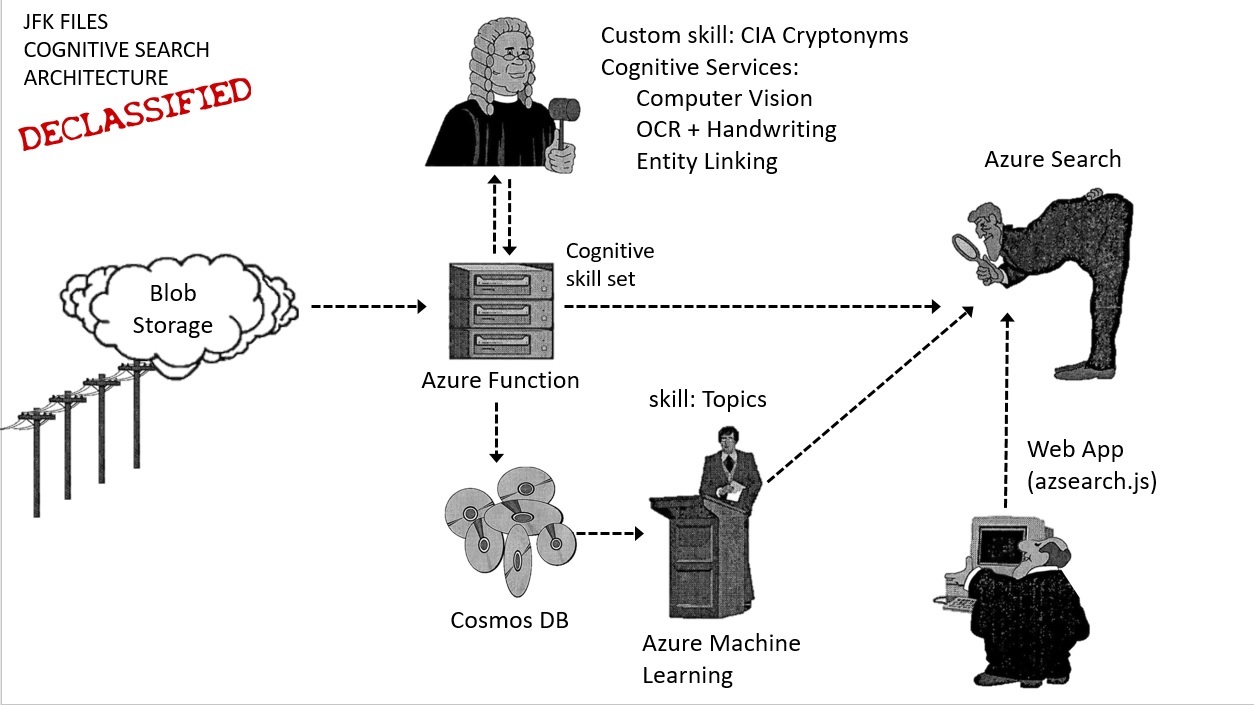 JFK FILES
COGNITIVE SEARCH
ARCHITECTURE
DECLASSIFIED
Custom skill: CIA Cryptonyms
Cognitive Services:
Computer Vision
OCR + Handwriting
Entity Linking
Azure Search
Blob
Storage
Cognitive
skill set
Azure Function
skill: Topics
Web App
(azsearch.js)
Cosmos DB
Azure Machine
Learning